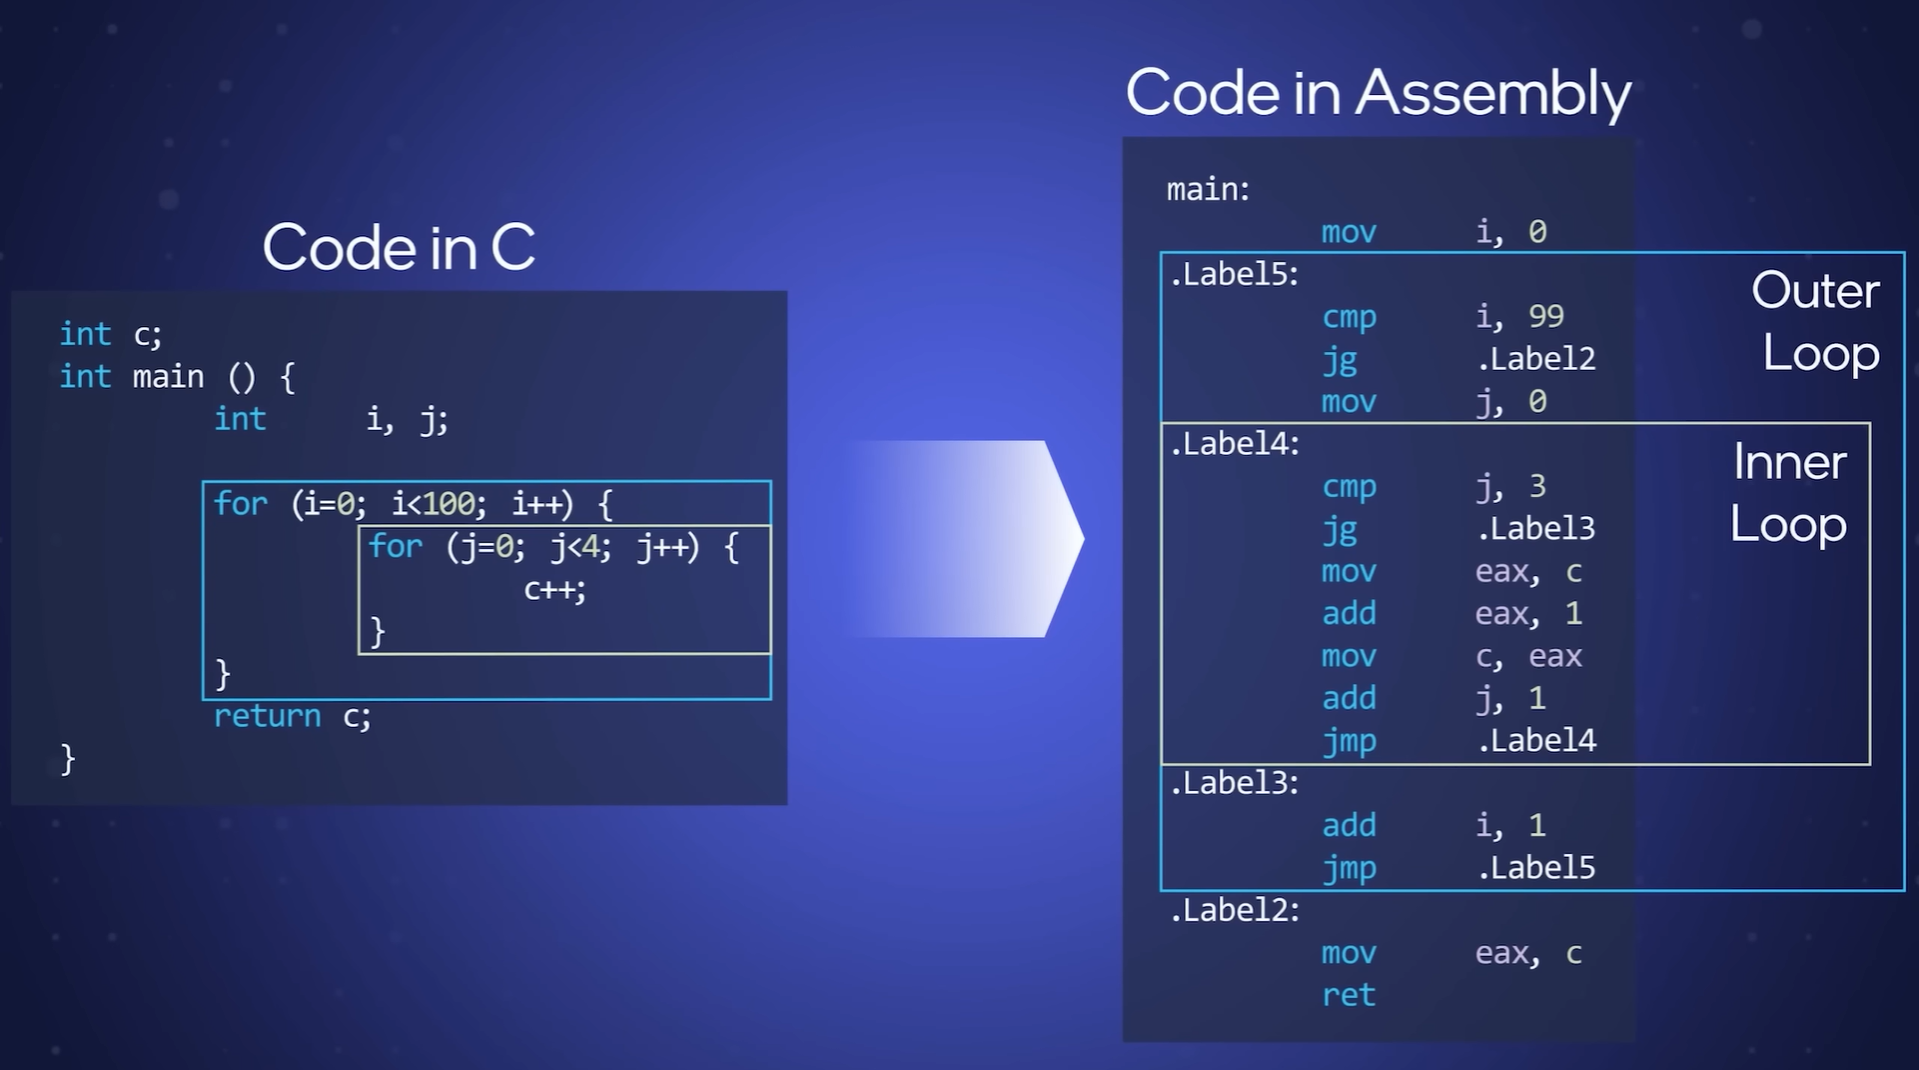 Code in C
int c;
int main () {
int i, j;
for (i=0; i<100; i++) {
for (j=0; j<4; j++) {
c++;
}
}
return c;
}
Code in Assembly
main:
mov i, 0
.Label5:
cmp i, 99
jg .Label2
mov j, 0
.Label4:
cmp j, 3
jg .Label3
mov eax, c
add eax, 1
mov c, eax
add j, 1
jmp .Label4
.Label3:
add i, 1
jmp .Label5
.Label2:
mov eax, c
ret
Outer
Loop
Inner
Loop